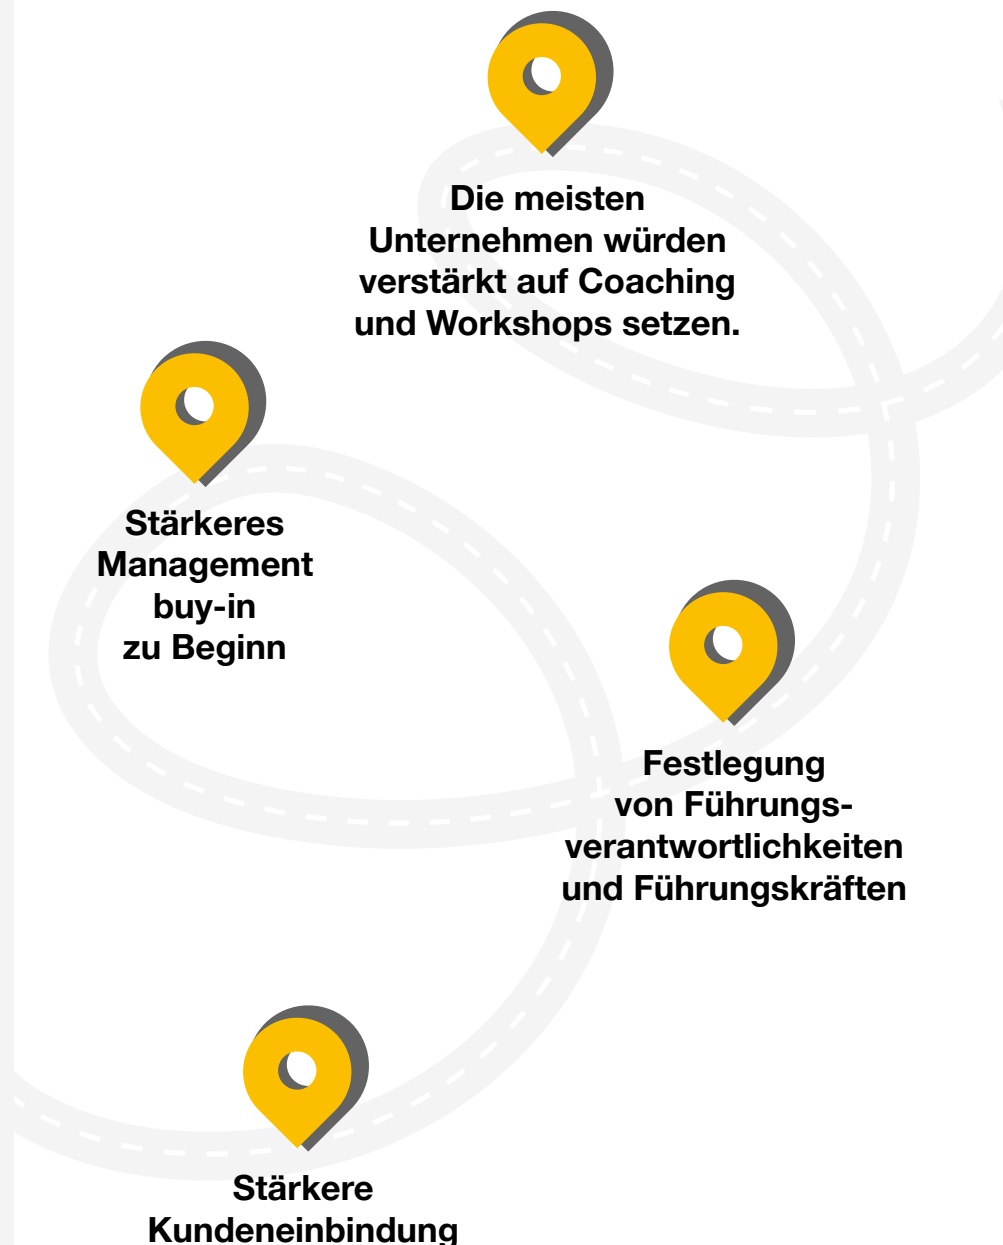 Die meisten
Unternehmen würden
verstärkt auf Coaching
und Workshops setzen.
Stärkeres
Management
buy-in
zu Beginn
Festlegung
von Führungs-
verantwortlichkeiten
und Führungskräften
Stärkere
Kundeneinbindung